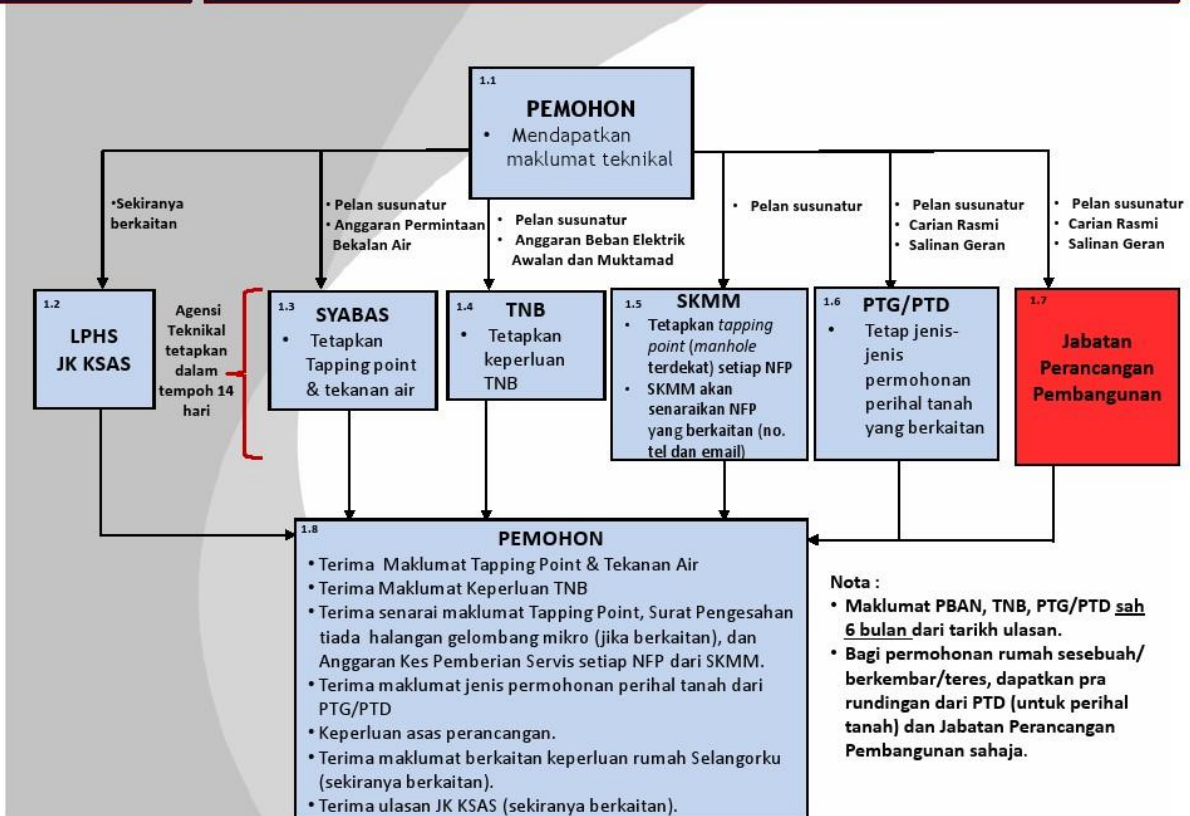 1.1
PEMOHON
• Mendapatkan
maklumat teknikal
•Sekiranya
berkaitan
• Pelan susunatur
• Anggaran Permintaan
Bekalan Air
• Pelan susunatur
• Anggaran Beban Elektrik
Awalan dan Muktamad
• Pelan susunatur
• Pelan susunatur
• Carian Rasmi
• Salinan Geran
• Pelan susunatur
• Carian Rasmi
• Salinan Geran
1.2
LPHS
JK KSAS
Agensi
Teknikal
tetapkan
dalam
tempoh 14
hari
1.3
SYABAS
• Tetapkan
Tapping point
& tekanan air
1.4
TNB
• Tetapkan
keperluan
TNB
1.5
SKMM
• Tetapkan tapping
point (manhole
terdekat) setiap NFP
• SKMM akan
senaraikan NFP
yang berkaitan (no.
tel dan email)
1.6
PTG/PTD
• Tetap jenis-
jenis
permohonan
perihal tanah
yang berkaitan
1.7
Jabatan
Perancangan
Pembangunan
1.8
PEMOHON
• Terima Maklumat Tapping Point & Tekanan Air
• Terima Maklumat Keperluan TNB
• Terima senarai maklumat Tapping Point, Surat Pengesahan
tiada halangan gelombang mikro (jika berkaitan), dan
Anggaran Kes Pemberian Servis setiap NFP dari SKMM.
• Terima maklumat jenis permohonan perihal tanah dari
PTG/PTD
• Keperluan asas perancangan.
• Terima maklumat berkaitan keperluan rumah Selangorku
(sekiranya berkaitan).
• Terima ulasan JK KSAS (sekiranya berkaitan).
Nota :
• Maklumat PBAN, TNB, PTG/PTD sah
6 bulan dari tarikh ulasan.
• Bagi permohonan rumah sesebuah/
berkembar/teres, dapatkan pra
rundingan dari PTD (untuk perihal
tanah) dan Jabatan Perancangan
Pembangunan sahaja.